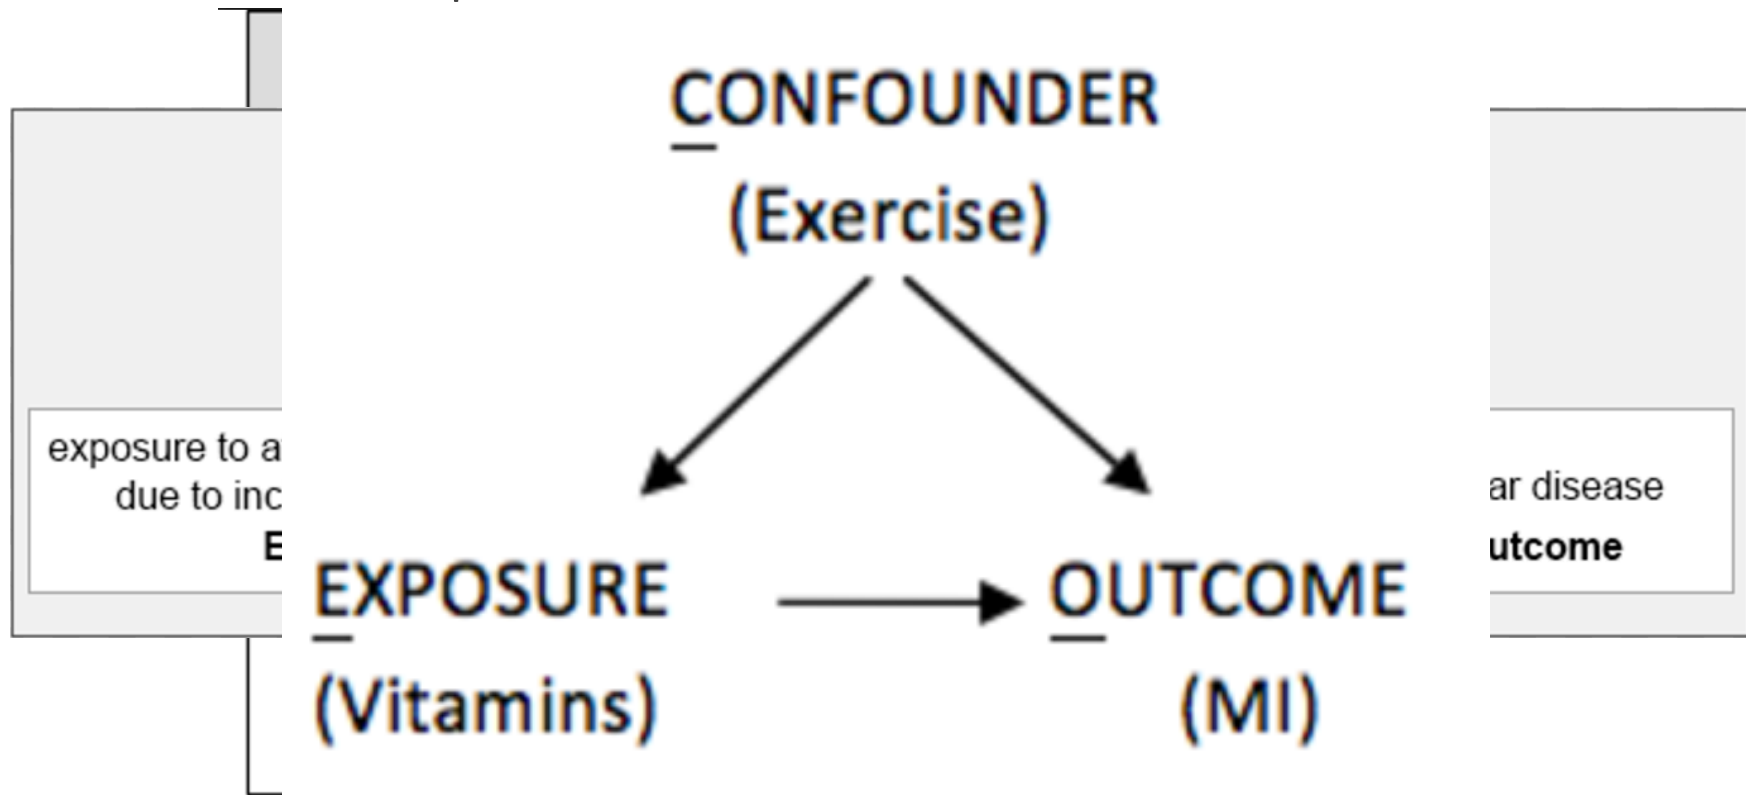 CONFOUNDER
(Exercise)
exposure to a
due to inc
E
ar disease
utcome
EXPOSURE
OUTCOME
(Vitamins)
(MI)